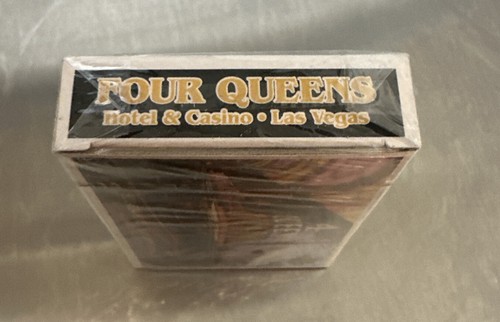 FOUR QUEENS
Hotel & Casino • Las Vegas